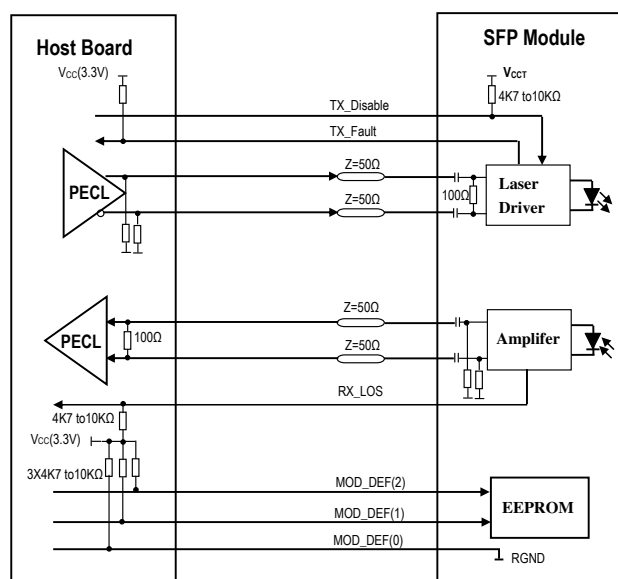 Host Board
SFP Module
VCC(3.3V)
VCCT
4K7 to10KΩ
TX_Disable
TX_Fault
Z=50Ω
PECL
100Ω
Laser
Driver
Z=50Ω
Z=50Ω
PECL
100Ω
Amplifer
Z=50Ω
RX_LOS
4K7 to10KΩ
VCC(3.3V)
3X4K7 to10KΩ
MOD_DEF(2)
EEPROM
MOD_DEF(1)
MOD_DEF(0)
RGND